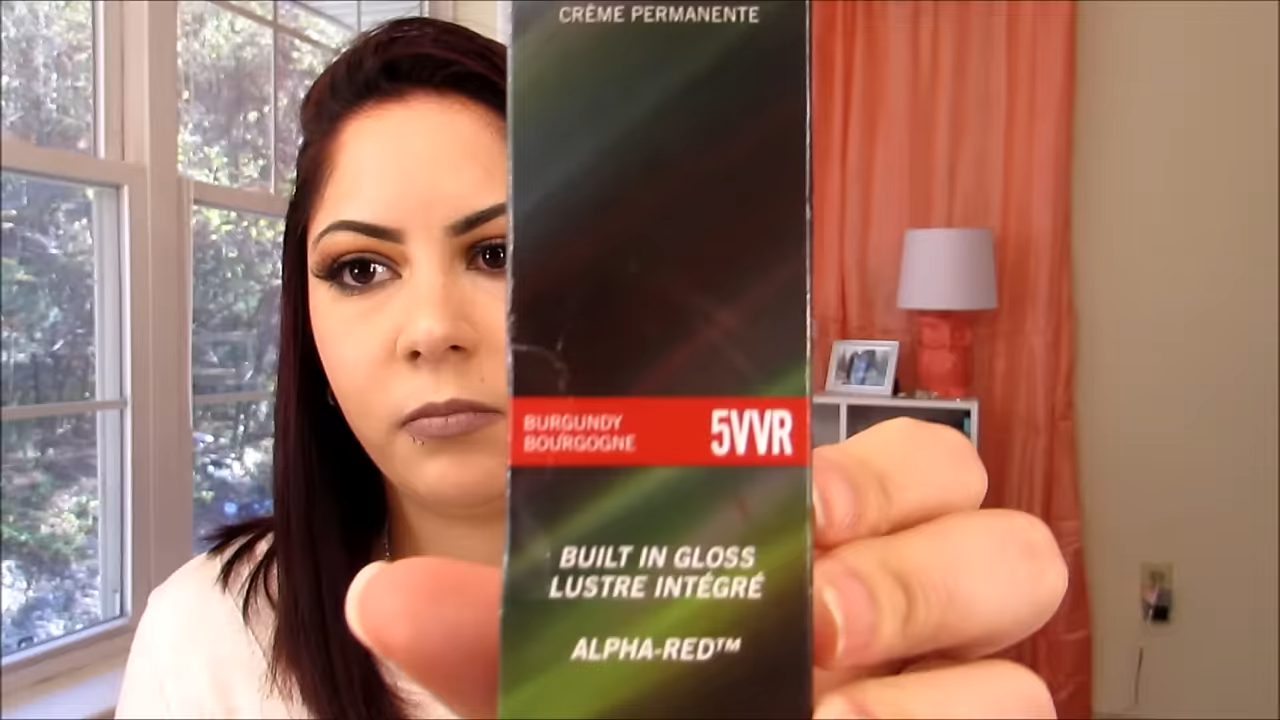 CRÈME PERMANENTE
BURGUNDY
BOURGOGNE
5VVR
BUILT IN GLOSS
LUSTRE INTÉGRÉ
ALPHA-RED™